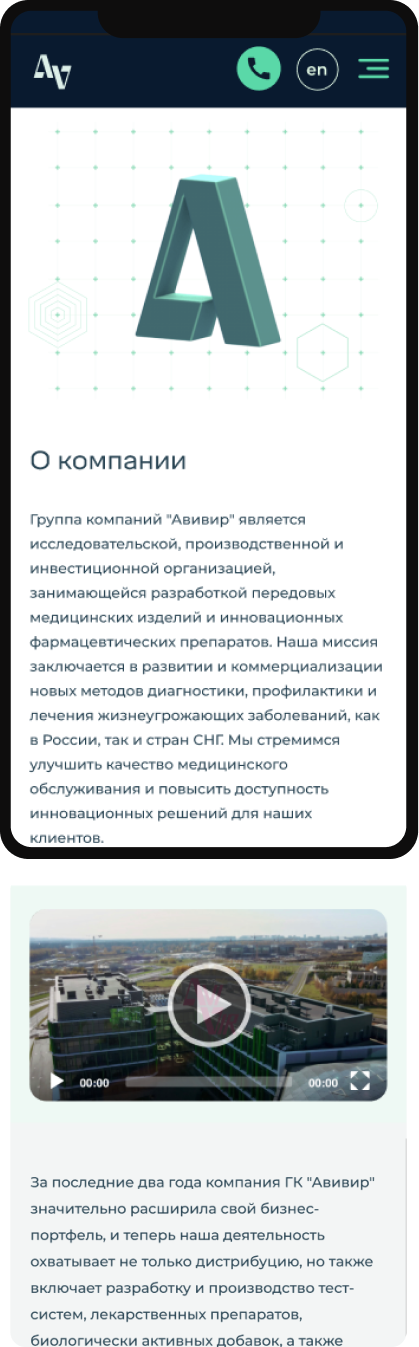 AV
en
О компании
Группа компаний "Авивир" является
исследовательской, производственной и
инвестиционной организацией,
занимающейся разработкой передовых
медицинских изделий и инновационных
фармацевтических препаратов. Наша миссия
заключается в развитии и коммерциализации
новых методов диагностики, профилактики и
лечения жизнеугрожающих заболеваний, как
в России, так и стран СНГ. Мы стремимся
улучшить качество медицинского
обслуживания и повысить доступность
инновационных решений для наших
клиентов.
00:00 00:00
За последние два года компания ГК "Авивир"
значительно расширила свой бизнес-
портфель, и теперь наша деятельность
охватывает не только дистрибуцию, но также
включает разработку и производство тест-
систем, лекарственных препаратов,
биологически активных добавок, а также